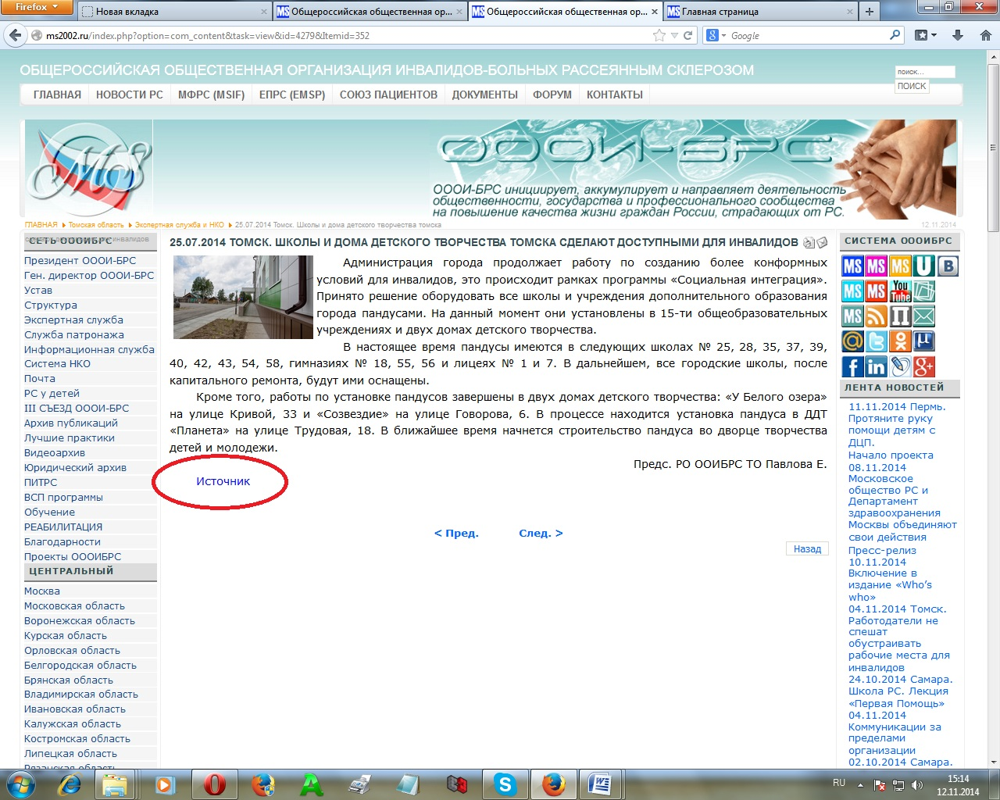 Firefox
Новая вкладка
Общероссийская общественная ор...
Общероссийская общественная ор...
Главная страница
ms2002.ru/index.php?option=com_content&task=view&id=4279&Itemid=352
Google
ОБЩЕРОССИЙСКАЯ ОБЩЕСТВЕННАЯ ОРГАНИЗАЦИЯ ИНВАЛИДОВ-БОЛЬНЫХ РАССЕЯННЫМ СКЛЕРОЗОМ
поиск...
ПОИСК
ГЛАВНАЯ
НОВОСТИ РС
МФРС (MSIF)
ЕПРС (EMSP)
СОЮЗ ПАЦИЕНТОВ
ДОКУМЕНТЫ
ФОРУМ
КОНТАКТЫ
МS
ОООИ-БРС
ОООИ-БРС инициирует, аккумулирует и направляет деятельность
общественности, государства и профессионального сообщества
на повышение качества жизни граждан России, страдающих от РС.
ГЛАВНАЯ
Томская область
Экспертная служба и НКО
25.07.2014 Томск. Школы и дома детского творчества томска
12.11.2014
СЕТЬ ОООИБРС
Президент ОООИ-БРС
Ген. директор ОООИ-БРС
Устав
Структура
Экспертная служба
Служба патронажа
Информационная служба
Система НКО
Почта
РС у детей
III СЪЕЗД ОООИ-БРС
Архив публикаций
Лучшие практики
Видеоархив
Юридический архив
ПИТРС
ВСП программы
Обучение
РЕАБИЛИТАЦИЯ
Благодарности
Проекты ОООИБРС
ЦЕНТРАЛЬНЫЙ
Москва
Московская область
Воронежская область
Курская область
Орловская область
Белгородская область
Брянская область
Владимирская область
Ивановская область
Калужская область
Костромская область
Липецкая область
Рязанская область
25.07.2014 ТОМСК. ШКОЛЫ И ДОМА ДЕТСКОГО ТВОРЧЕСТВА ТОМСКА СДЕЛАЮТ ДОСТУПНЫМИ ДЛЯ ИНВАЛИДОВ
Администрация города продолжает работу по созданию более конформных
условий для инвалидов, это происходит рамках программы «Социальная интеграция».
Принято решение оборудовать все школы и учреждения дополнительного образования
города пандусами. На данный момент они установлены в 15-ти общеобразовательных
учреждениях и двух домах детского творчества.
В настоящее время пандусы имеются в следующих школах № 25, 28, 35, 37, 39,
40, 42, 43, 54, 58, гимназиях № 18, 55, 56 и лицеях № 1 и 7. В дальнейшем, все городские школы, после
капитального ремонта, будут ими оснащены.
Кроме того, работы по установке пандусов завершены в двух домах детского творчества: «У Белого озера»
на улице Кривой, 33 и «Созвездие» на улице Говорова, 6. В процессе находится установка пандуса в ДДТ
«Планета» на улице Трудовая, 18. В ближайшее время начнется строительство пандуса во дворце творчества
детей и молодежи.
Предс. РО ООИБРС ТО Павлова Е.
Источник
< Пред.
След. >
Назад
СИСТЕМА ОООИБРС
MS MS MS U B
MS MS You Tube
MS
@
f in g+
ЛЕНТА НОВОСТЕЙ
11.11.2014 Пермь.
Протяните руку
помощи детям с
ДЦП.
Начало проекта
08.11.2014
Московское
общество РС и
Департамент
здравоохранения
Москвы объединяют
свои действия
Пресс-релиз
10.11.2014
Включение в
издание «Who's
who»
04.11.2014 Томск.
Работодатели не
спешат
обустраивать
рабочие места для
инвалидов
24.10.2014 Самара.
Школа РС. Лекция
«Первая Помощь»
04.11.2014
Коммуникации за
пределами
организации
02.10.2014 Самара.
RU
15:14
12.11.2014